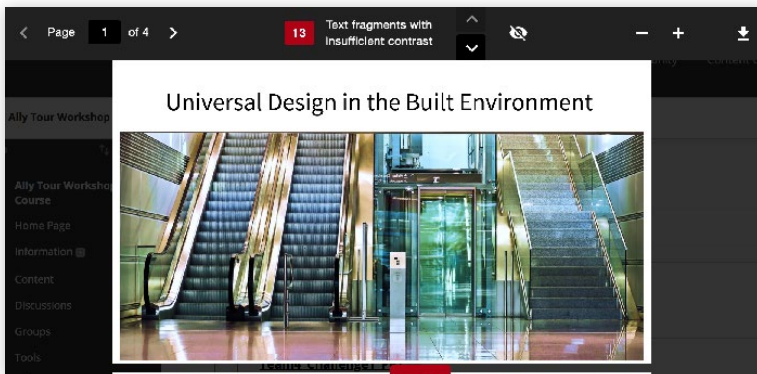 Page 1 of 4
13
Text fragments with
insufficient contrast
Ally Tour Workshop
Universal Design in the Built Environment
Ally Tour Workshop
Course
Home Page
Information
Content
Discussions
Groups
Tools